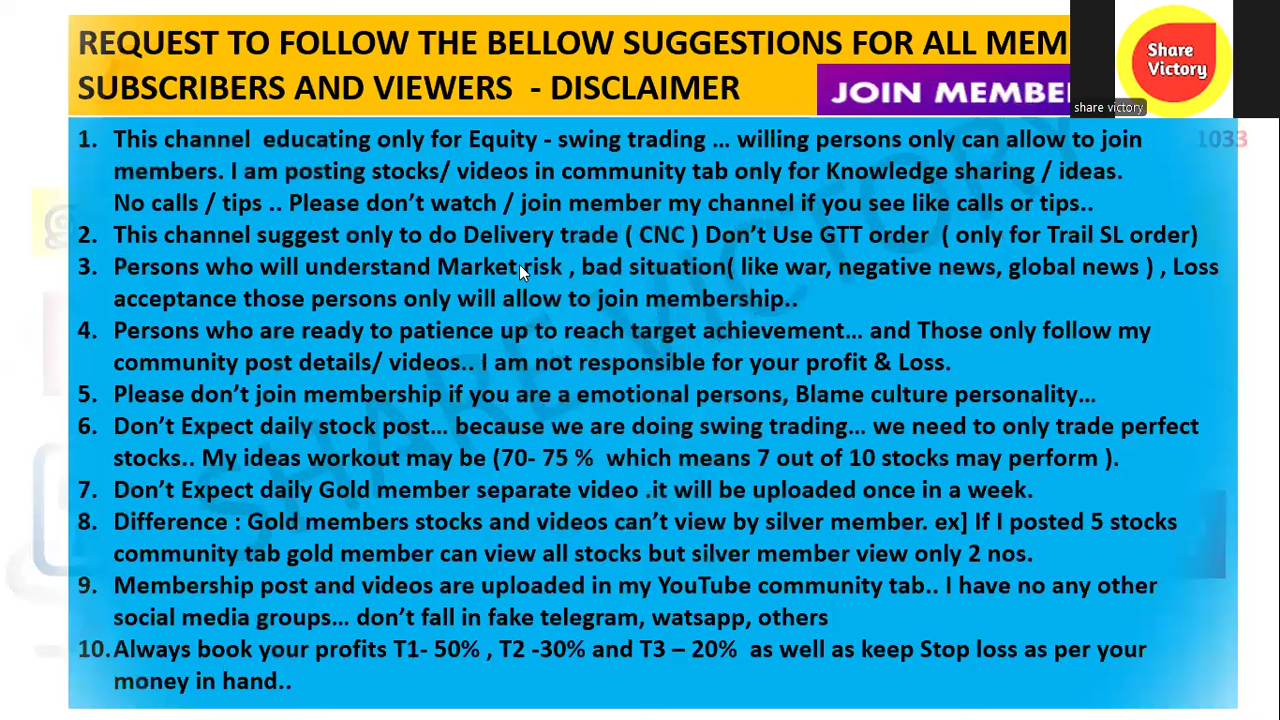 REQUEST TO FOLLOW THE BELLOW SUGGESTIONS FOR ALL MEM
SUBSCRIBERS AND VIEWERS - DISCLAIMER
JOIN MEMBE
Share
Victory
share victory
1033
1. This channel educating only for Equity - swing trading ... willing persons only can allow to join
members. I am posting stocks/ videos in community tab only for Knowledge sharing / ideas.
No calls / tips .. Please don't watch / join member my channel if you see like calls or tips..
2. This channel suggest only to do Delivery trade ( CNC ) Don't Use GTT order ( only for Trail SL order)
3. Persons who will understand Market risk , bad situation( like war, negative news, global news ) , Loss
acceptance those persons only will allow to join membership..
4. Persons who are ready to patience up to reach target achievement... and Those only follow my
community post details/ videos.. I am not responsible for your profit & Loss.
5. Please don't join membership if you are a emotional persons, Blame culture personality...
6. Don't Expect daily stock post... because we are doing swing trading... we need to only trade perfect
stocks.. My ideas workout may be (70- 75 % which means 7 out of 10 stocks may perform ).
7. Don't Expect daily Gold member separate video .it will be uploaded once in a week.
8. Difference : Gold members stocks and videos can't view by silver member. ex] If I posted 5 stocks
community tab gold member can view all stocks but silver member view only 2 nos.
9. Membership post and videos are uploaded in my YouTube community tab.. I have no any other
social media groups... don't fall in fake telegram, watsapp, others
10. Always book your profits T1- 50% , T2 -30% and T3 – 20% as well as keep Stop loss as per your
money in hand..
SHARE VICTORY